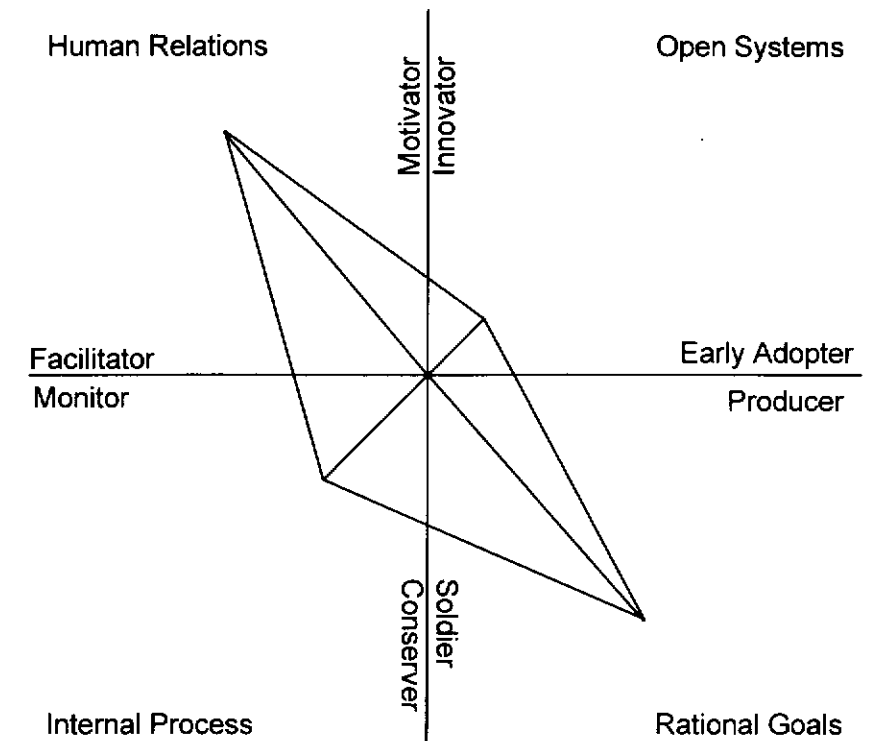 Human Relations
Open Systems
Motivator
Innovator
Facilitator
Early Adopter
Monitor
Producer
Conserver
Soldier
Internal Process
Rational Goals